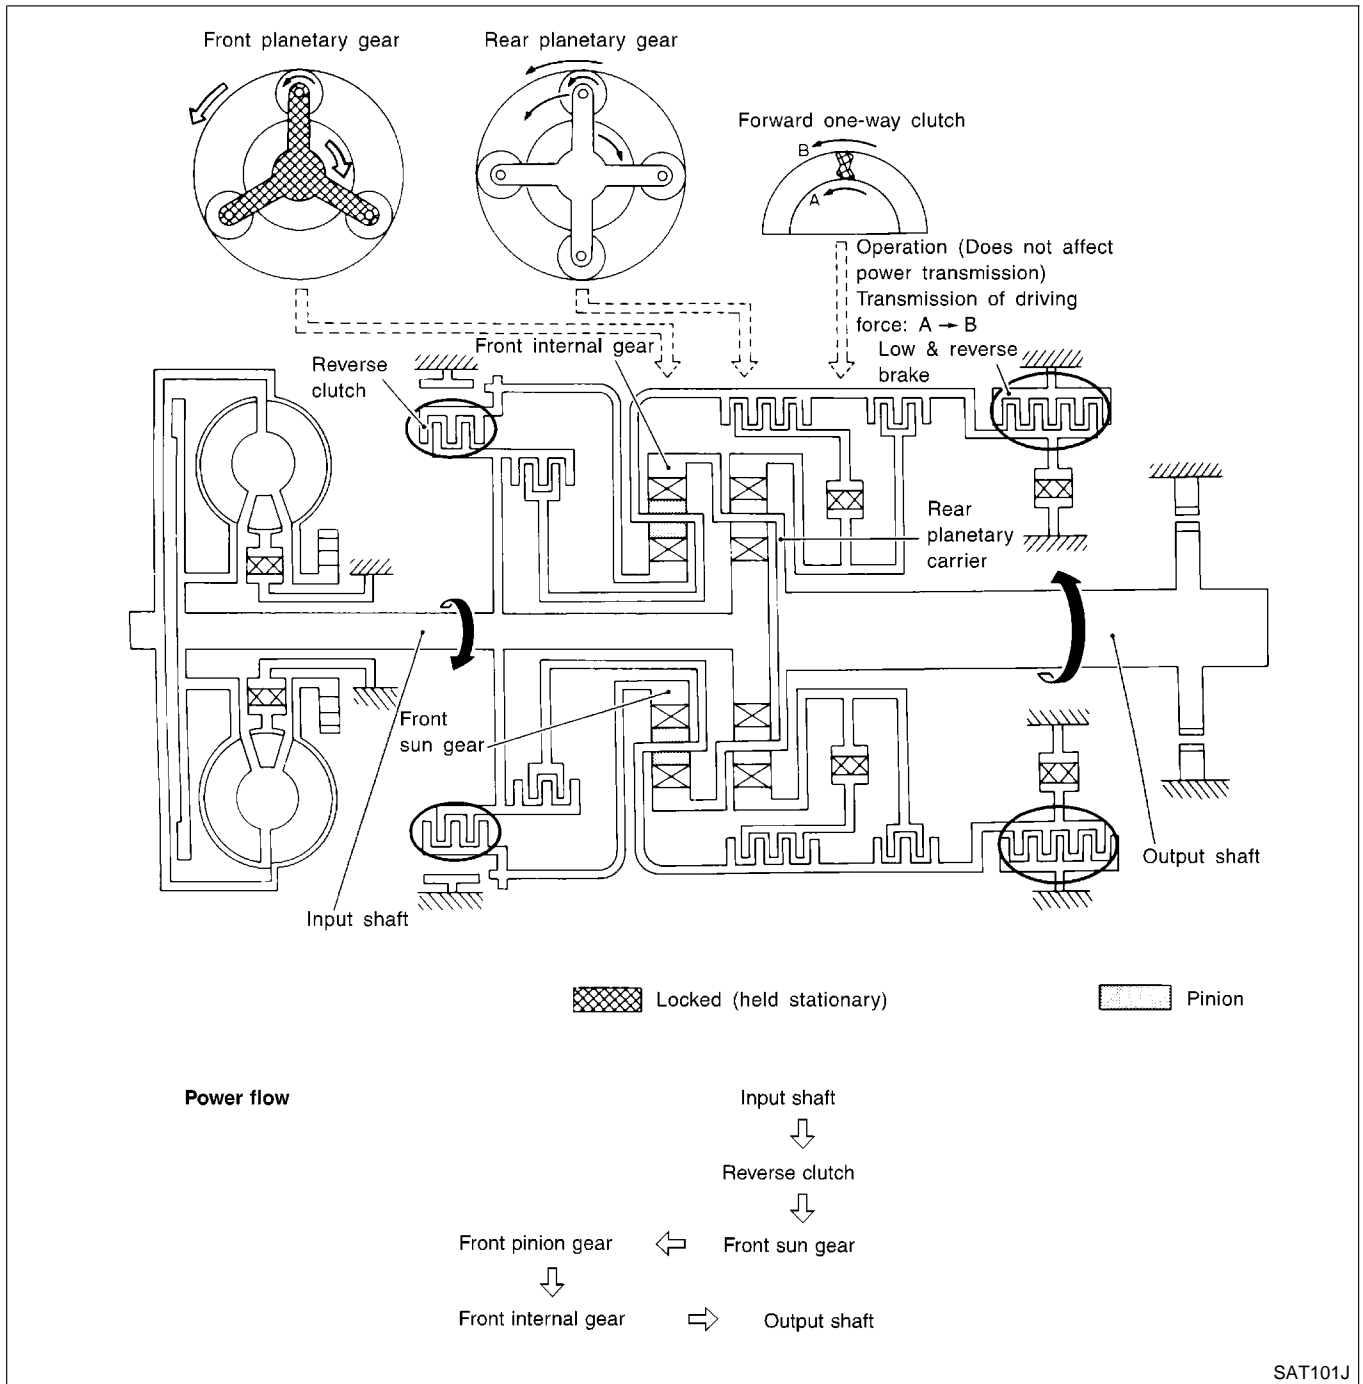 Front planetary gear
Rear planetary gear
Forward one-way clutch
B
A
Operation (Does not affect
power transmission)
Transmission of driving
force: A → B
Front internal gear
Low & reverse
brake
Reverse
clutch
Rear
planetary
carrier
Front
sun gear
Output shaft
Input shaft
Locked (held stationary)
Pinion
Power flow
Input shaft
Reverse clutch
Front pinion gear
Front sun gear
Front internal gear
Output shaft
SAT101J